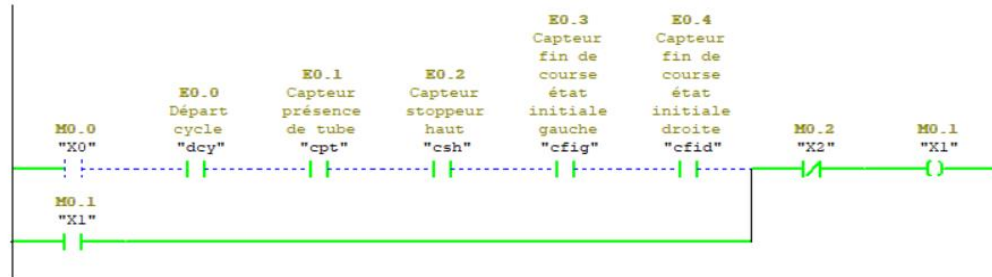 M0.0
"X0"
E0.0
Départ
cycle
"dcy"
E0.1
Capteur
présence
de tube
"cpt"
E0.2
Capteur
stoppeur
haut
"csh"
E0.3
Capteur
fin de
course
état
initiale
gauche
"cfig"
E0.4
Capteur
fin de
course
état
initiale
droite
"cfid"
M0.2
"X2"
M0.1
"X1"
M0.1
"X1"